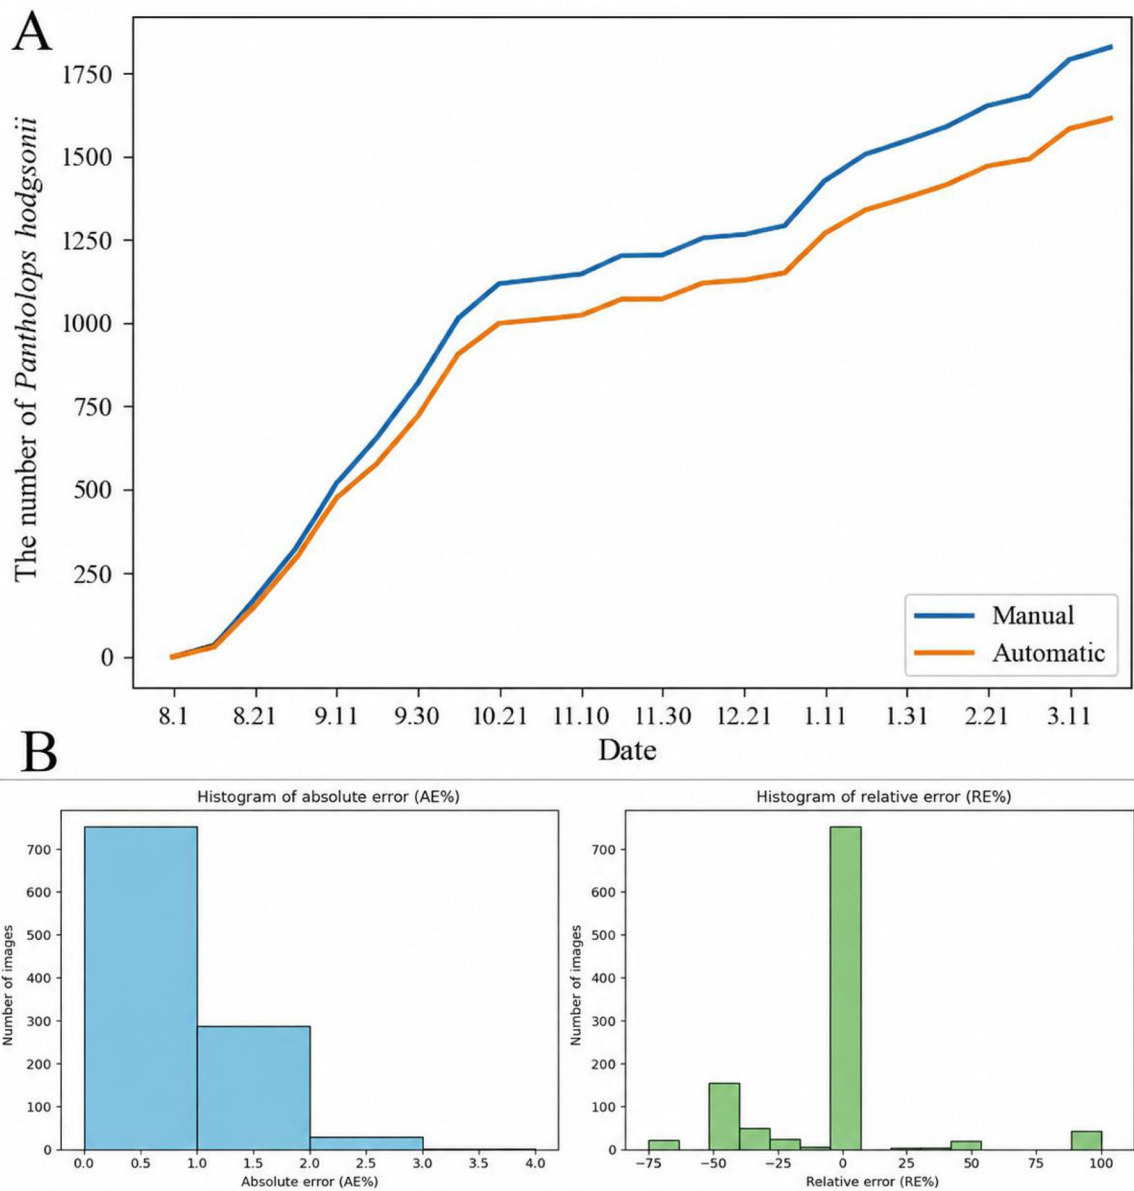 A
The number of Pantholops hodgsonii
1750
1500
1250
1000
750
500
250
0
Manual
Automatic
8.1 8.21 9.11 9.30 10.21 11.10 11.30 12.21 1.11 1.31 2.21 3.11
Date
B
Histogram of absolute error (AE%)
Number of images
700
600
500
400
300
200
100
0
0.0 0.5 1.0 1.5 2.0 2.5 3.0 3.5 4.0
Absolute error (AE%)
Histogram of relative error (RE%)
Number of images
700
600
500
400
300
200
100
0
−75 −50 −25 0 25 50 75 100
Relative error (RE%)